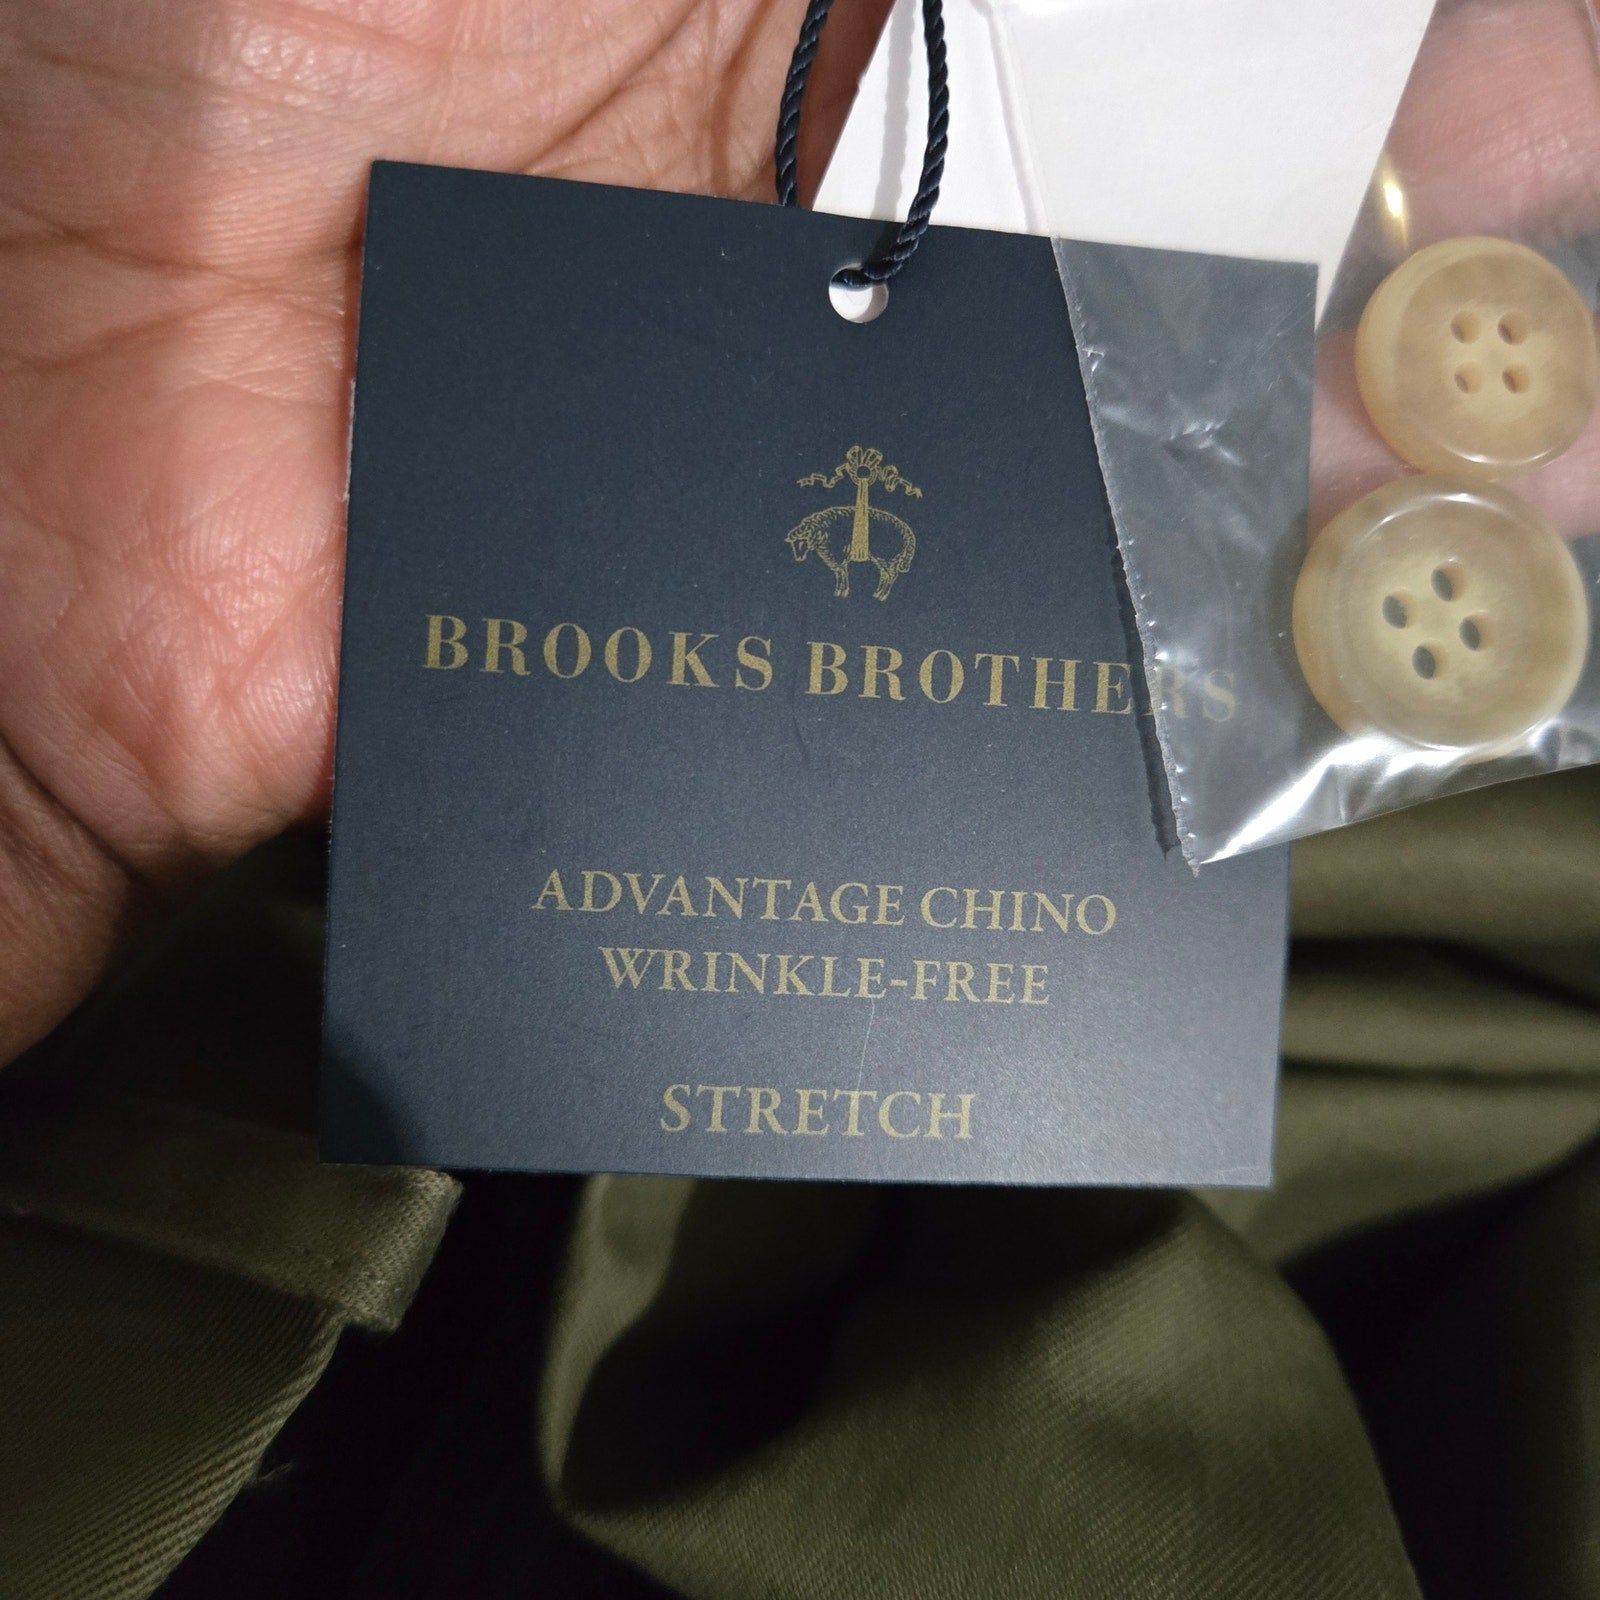 BROOKS BROTHERS
ADVANTAGE CHINO
WRINKLE-FREE
STRETCH